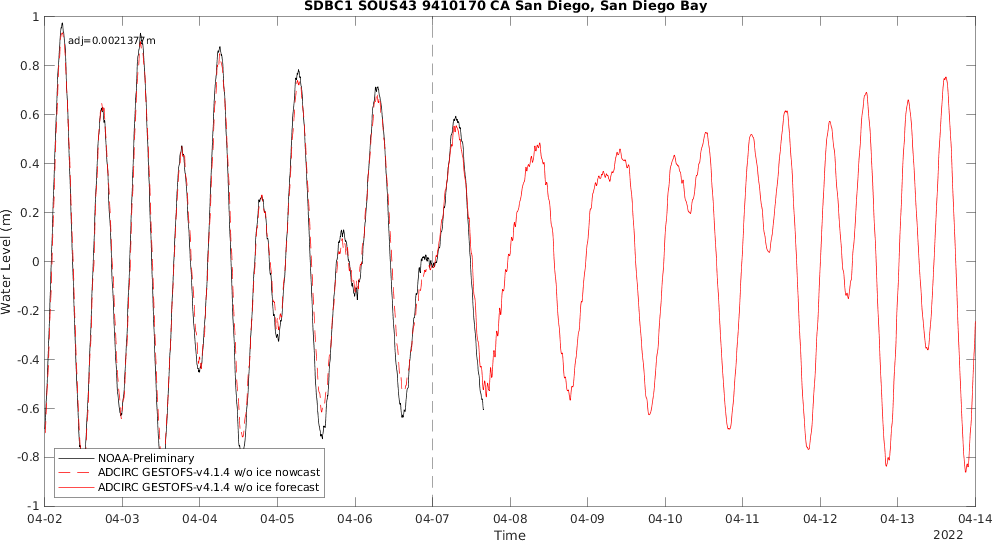 SDBC1 SOUS43 9410170 CA San Diego, San Diego Bay
adj=0.0021377m
1
0.8
0.6
0.4
0.2
0
-0.2
-0.4
-0.6
-0.8
-1
Water Level (m)
NOAA-Preliminary
ADCIRC GESTOFS-v4.1.4 w/o ice nowcast
ADCIRC GESTOFS-v4.1.4 w/o ice forecast
04-02 04-03 04-04 04-05 04-06 04-07 04-08 04-09 04-10 04-11 04-12 04-13 04-14
Time
2022